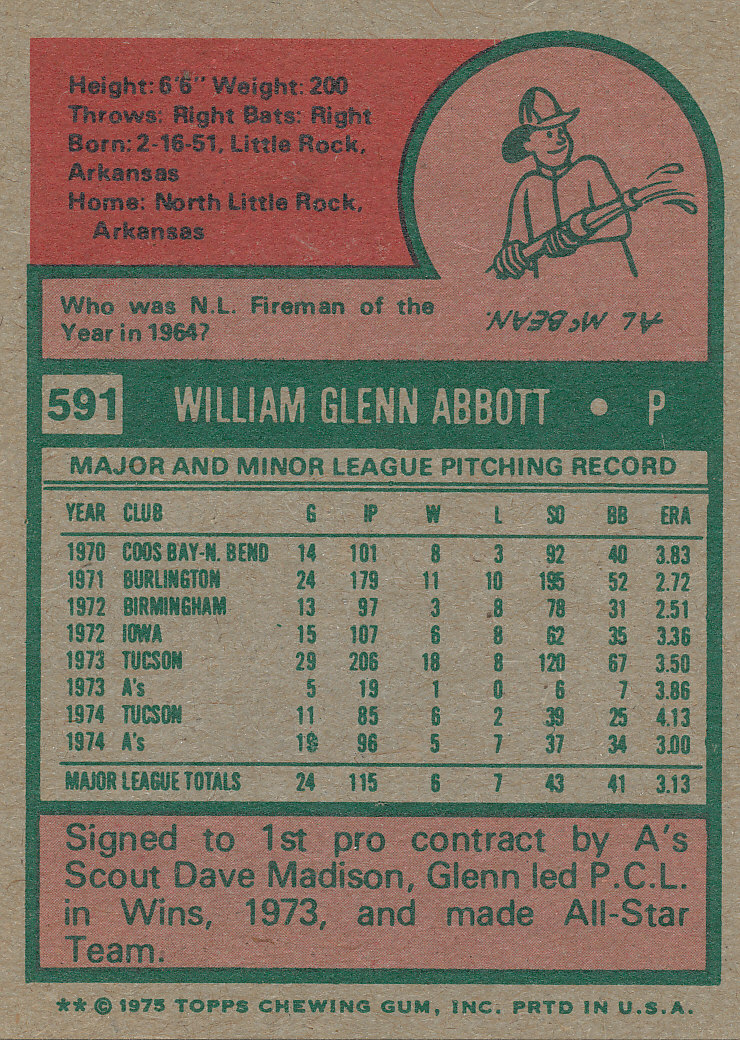 Height: 6'6" Weight: 200
Throws: Right Bats: Right
Born: 2-16-51, Little Rock,
Arkansas
Home: North Little Rock,
Arkansas
Who was N.L. Fireman of the
Year in 1964?
AL McBEAN.
591 WILLIAM GLENN ABBOTT • P
MAJOR AND MINOR LEAGUE PITCHING RECORD
YEAR CLUB G IP W L SO BB ERA
1970 COOS BAY-N. BEND 14 101 8 3 92 40 3.83
1971 BURLINGTON 24 179 11 10 195 52 2.72
1972 BIRMINGHAM 13 97 3 8 78 31 2.51
1972 IOWA 15 107 6 8 62 35 3.36
1973 TUCSON 29 206 18 8 120 67 3.50
1973 A's 5 19 1 0 6 7 3.86
1974 TUCSON 11 85 6 2 39 25 4.13
1974 A's 19 96 5 7 37 34 3.00
MAJOR LEAGUE TOTALS 24 115 6 7 43 41 3.13
Signed to 1st pro contract by A's
Scout Dave Madison, Glenn led P.C.L.
in Wins, 1973, and made All-Star
Team.
** © 1975 TOPPS CHEWING GUM, INC. PRTD IN U.S.A.